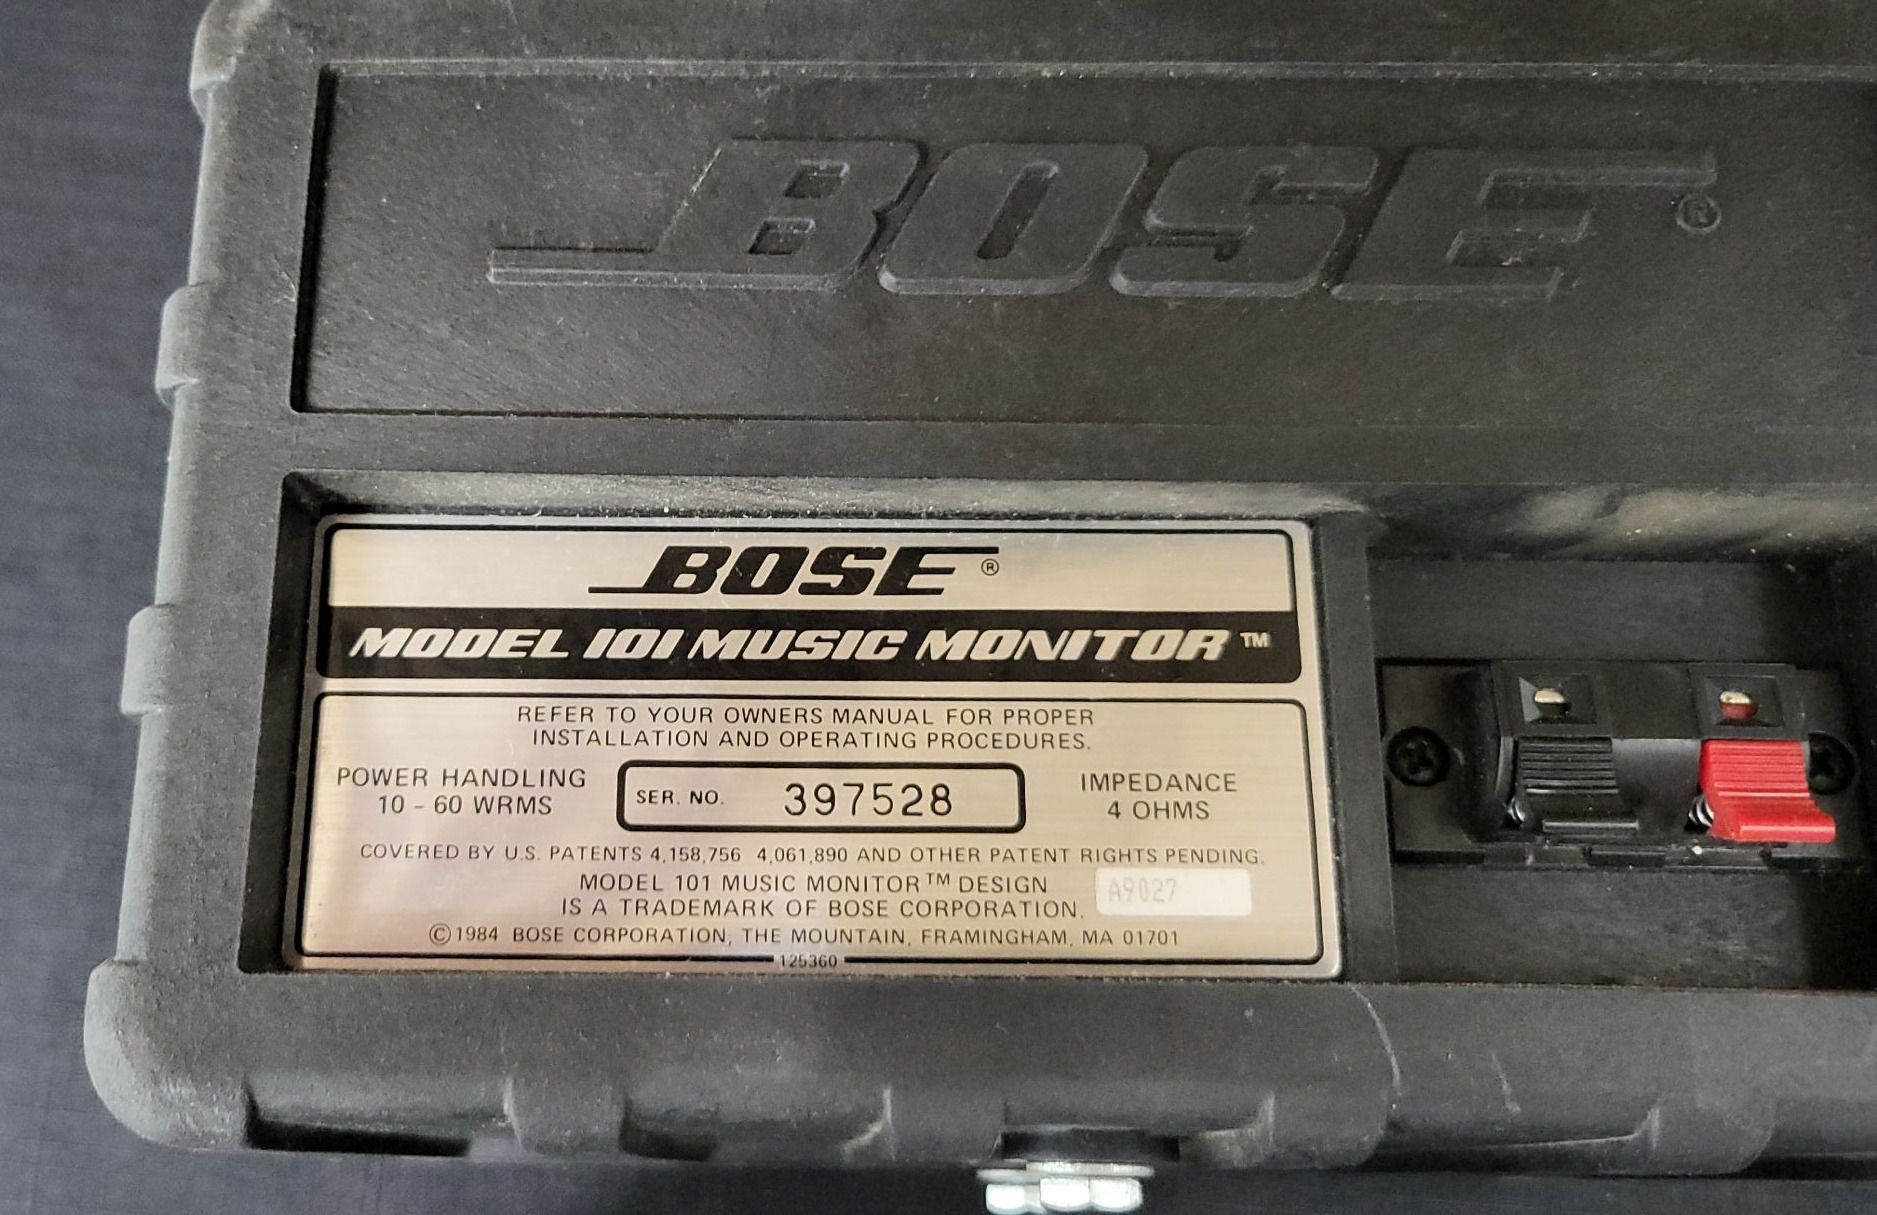 BOSE®
BOSE®
MODEL 101 MUSIC MONITOR™
REFER TO YOUR OWNERS MANUAL FOR PROPER
INSTALLATION AND OPERATING PROCEDURES.
POWER HANDLING
10 - 60 WRMS
SER. NO. 397528
IMPEDANCE
4 OHMS
COVERED BY U.S. PATENTS 4,158,756 4,061,890 AND OTHER PATENT RIGHTS PENDING.
MODEL 101 MUSIC MONITOR™ DESIGN
IS A TRADEMARK OF BOSE CORPORATION.
A9027
©1984 BOSE CORPORATION, THE MOUNTAIN, FRAMINGHAM, MA 01701
125360